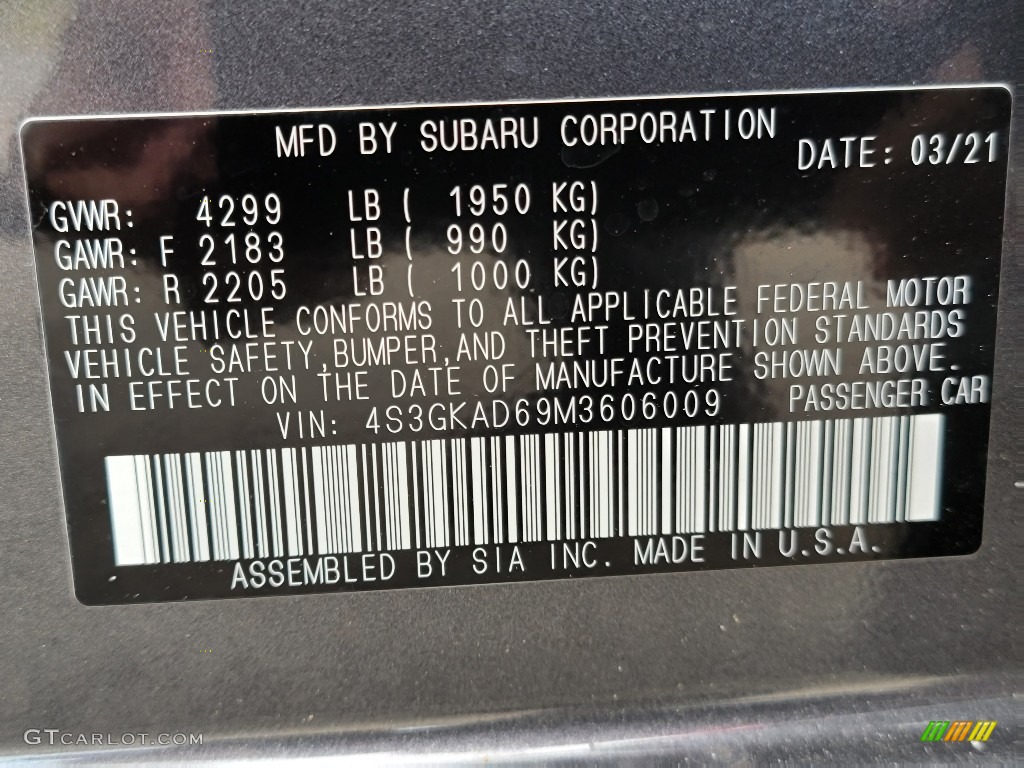 MFD BY SUBARU CORPORATION
DATE: 03/21
GVWR: 4299 LB ( 1950 KG)
GAWR: F 2183 LB ( 990 KG)
GAWR: R 2205 LB ( 1000 KG)
THIS VEHICLE CONFORMS TO ALL APPLICABLE FEDERAL MOTOR
VEHICLE SAFETY,BUMPER,AND THEFT PREVENTION STANDARDS
IN EFFECT ON THE DATE OF MANUFACTURE SHOWN ABOVE.
VIN: 4S3GKAD69M3606009 PASSENGER CAR
ASSEMBLED BY SIA INC. MADE IN U.S.A.
GTCARLOT.COM